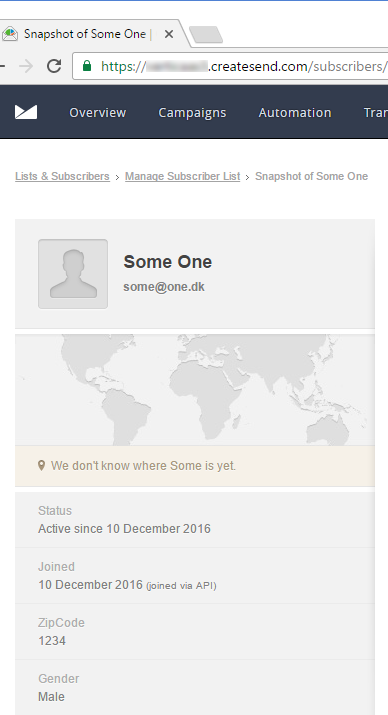 Snapshot of Some One |
https:// .createsend.com/subscribers/
Overview Campaigns Automation Tran
Lists & Subscribers › Manage Subscriber List › Snapshot of Some One
Some One
some@one.dk
We don't know where Some is yet.
Status
Active since 10 December 2016
Joined
10 December 2016 (joined via API)
ZipCode
1234
Gender
Male